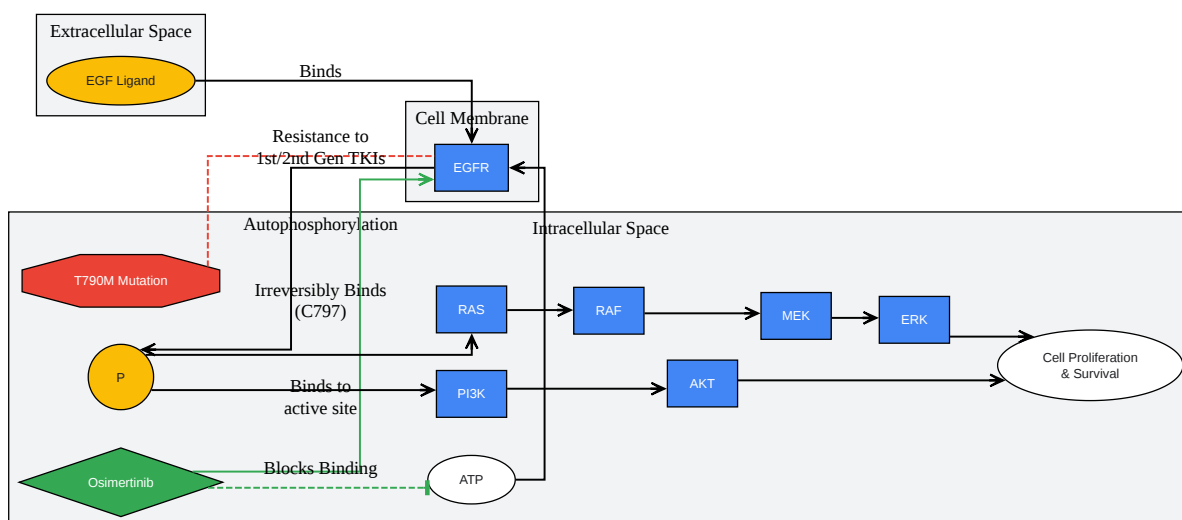 Extracellular Space
EGF Ligand
Binds
Cell Membrane
Resistance to
1st/2nd Gen TKIs
EGFR
Autophosphorylation
Intracellular Space
T790M Mutation
Irreversibly Binds
(C797)
RAS
RAF
MEK
ERK
Cell Proliferation
& Survival
P
Binds to
active site
PI3K
AKT
Osimertinib
Blocks Binding
ATP